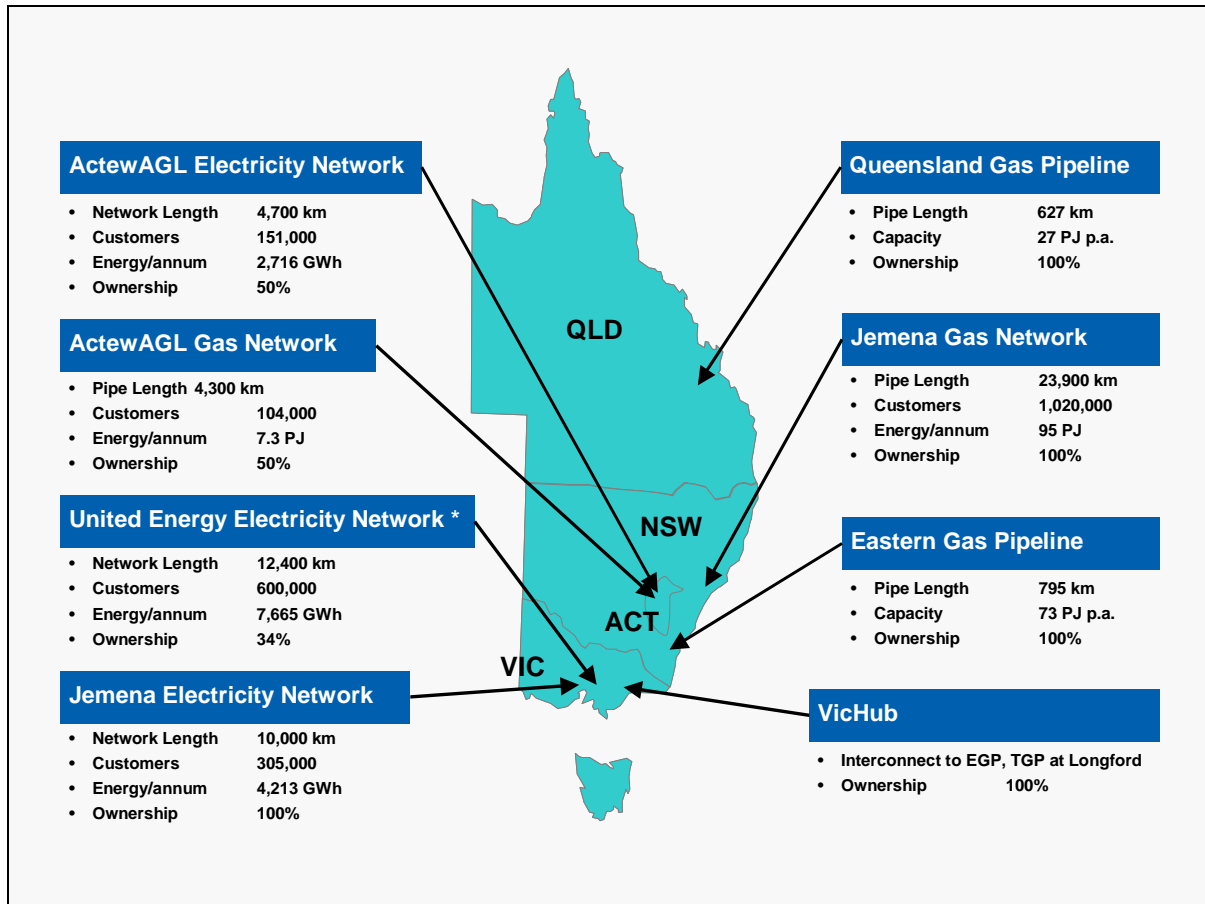 ActewAGL Electricity Network
• Network Length 4,700 km
• Customers 151,000
• Energy/annum 2,716 GWh
• Ownership 50%
ActewAGL Gas Network
• Pipe Length 4,300 km
• Customers 104,000
• Energy/annum 7.3 PJ
• Ownership 50%
United Energy Electricity Network *
• Network Length 12,400 km
• Customers 600,000
• Energy/annum 7,665 GWh
• Ownership 34%
Jemena Electricity Network
• Network Length 10,000 km
• Customers 305,000
• Energy/annum 4,213 GWh
• Ownership 100%
QLD
NSW
ACT
VIC
Queensland Gas Pipeline
• Pipe Length 627 km
• Capacity 27 PJ p.a.
• Ownership 100%
Jemena Gas Network
• Pipe Length 23,900 km
• Customers 1,020,000
• Energy/annum 95 PJ
• Ownership 100%
Eastern Gas Pipeline
• Pipe Length 795 km
• Capacity 73 PJ p.a.
• Ownership 100%
VicHub
• Interconnect to EGP, TGP at Longford
• Ownership 100%